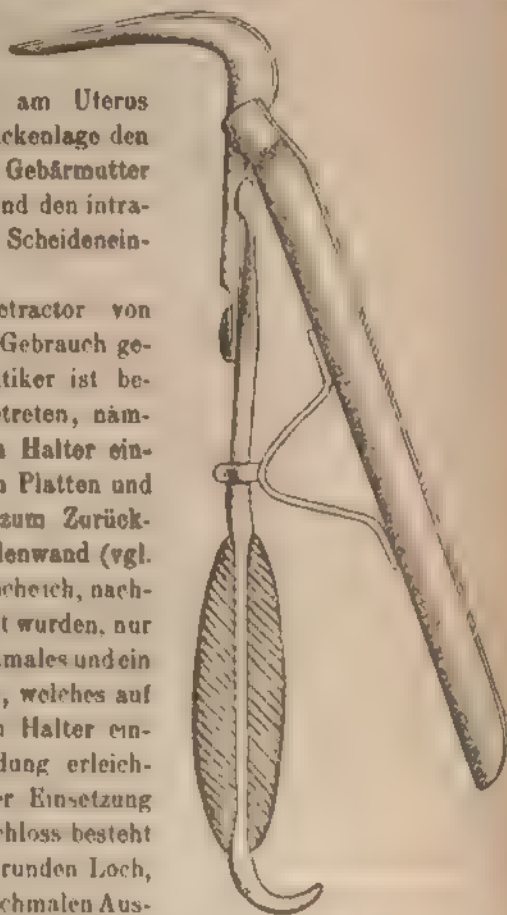 am Uterus
ckenlage den
Gebärmutter
nd den intra-
Scheidenein-
etractor von
Gebrauch ge-
tiker ist be-
treten, näm-
n Halter ein-
n Platten und
zum Zurück-
lenwand (vgl.
cheich, nach-
t wurden, nur
males und ein
, welches auf
n Halter ein-
dung erleich-
er Einsetzung
chloss besteht
runden Loch,
chmalen Aus-